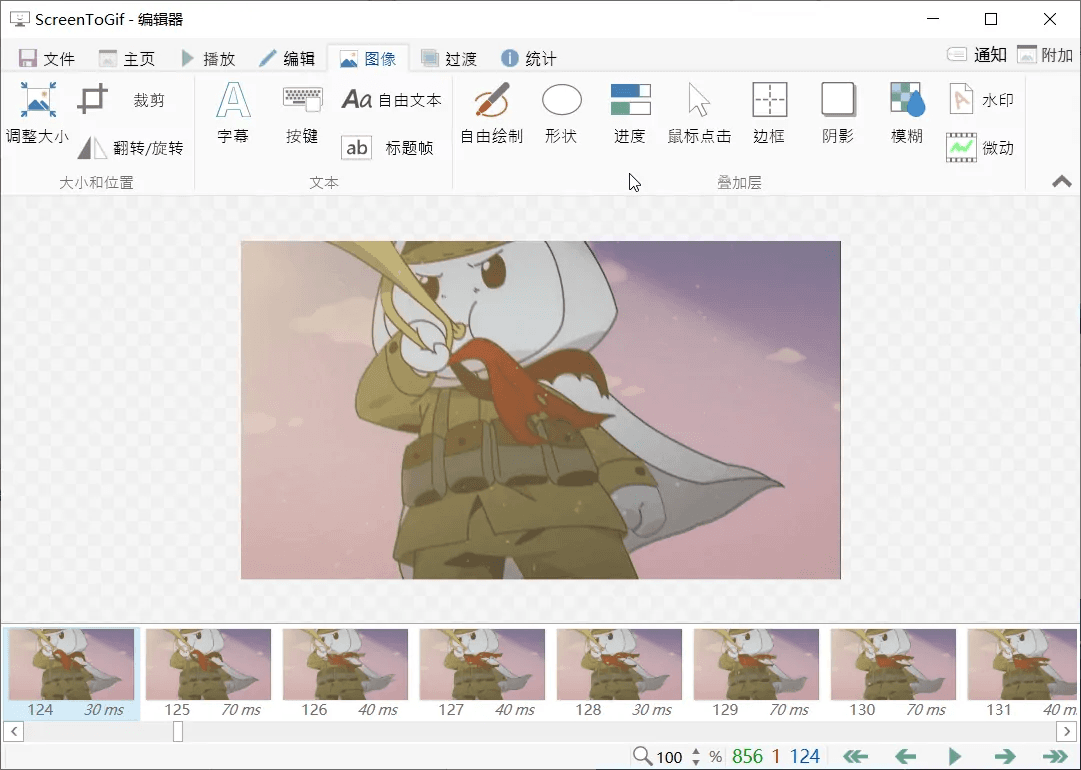 ScreenToGif - 编辑器
文件 主页 播放 编辑 图像 过渡 统计 通知 附加
调整大小 裁剪 翻转/旋转
大小和位置
A 字幕 按键 Aa 自由文本 ab 标题帧
文本
自由绘制 形状 进度 鼠标点击 边框 阴影 模糊 A 水印 微动
叠加层
124 30 ms 125 70 ms 126 40 ms 127 40 ms 128 30 ms 129 70 ms 130 70 ms 131 40 m
100 % 856 1 124